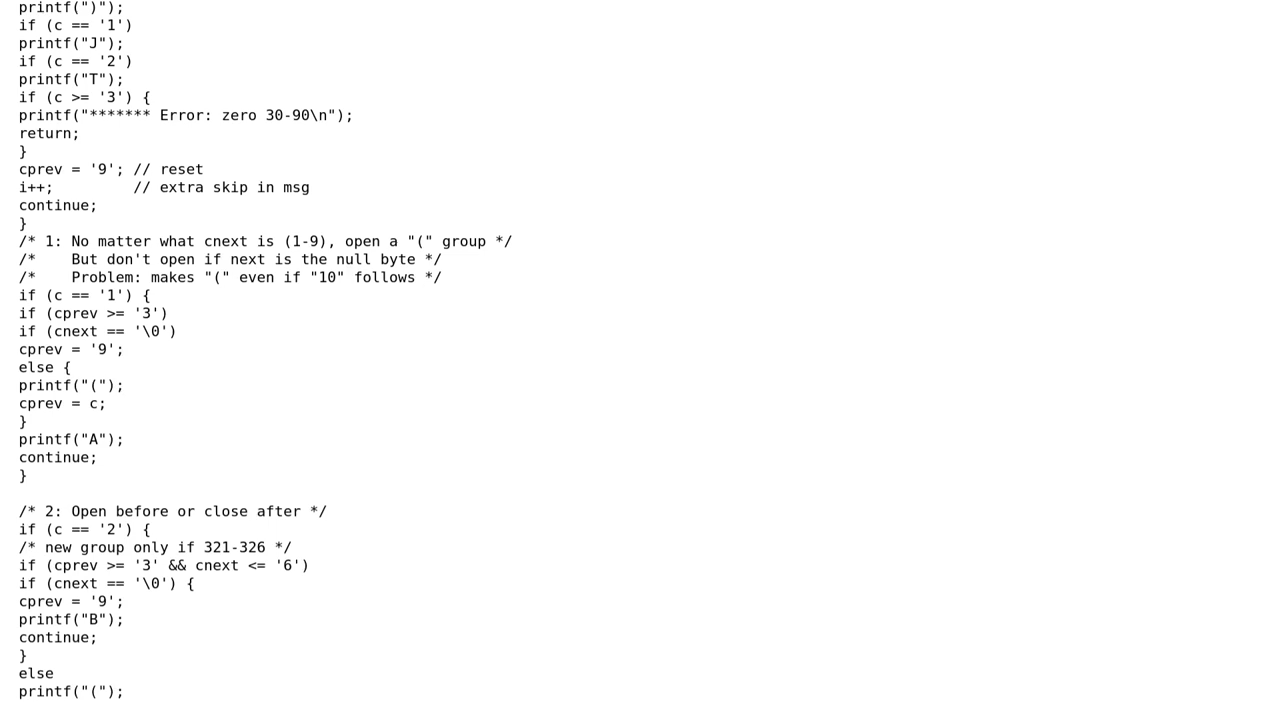 printf(")");
if (c == '1')
printf("J");
if (c == '2')
printf("T");
if (c >= '3') {
printf("******* Error: zero 30-90\n");
return;
}
cprev = '9'; // reset
i++;         // extra skip in msg
continue;
}
/* 1: No matter what cnext is (1-9), open a "(" group */
/*    But don't open if next is the null byte */
/*    Problem: makes "(" even if "10" follows */
if (c == '1') {
if (cprev >= '3')
if (cnext == '\0')
cprev = '9';
else {
printf("(");
cprev = c;
}
printf("A");
continue;
}

/* 2: Open before or close after */
if (c == '2') {
/* new group only if 321-326 */
if (cprev >= '3' && cnext <= '6')
if (cnext == '\0') {
cprev = '9';
printf("B");
continue;
}
else
printf("(");